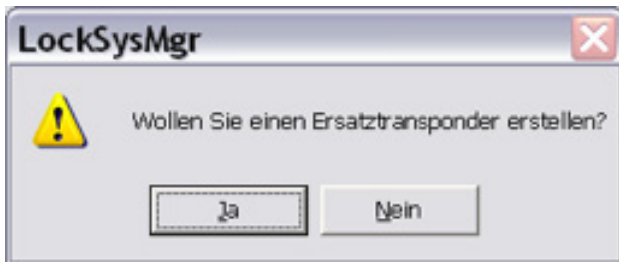 LockSysMgr
Wollen Sie einen Ersatztransponder erstellen?
Ja
Nein